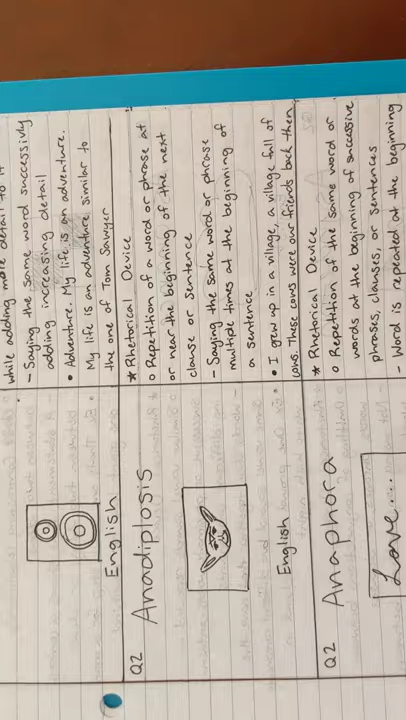 while adding more detail to it
- Saying the same word successivly
adding increasing detail
• Adventure. My life is an adventure.
My life is an adventure similar to
the one of Tom Sawyer
English
Q2 Anadiplosis
English
* Rhetorical Device
o Repetition of a word or phrase at
or near the beginning of the next
clause or sentence
- Saying the same word or phrase
multiple times at the beginning of
a sentence
• I grew up in a village, a village full of
cows. These cows were our friends back then.
Q2 Anaphora
Love....
* Rhetorical Device
o Repetition of the same word or
words at the beginning of successive
phrases, clauses, or sentences
- Word is repeated at the beginning